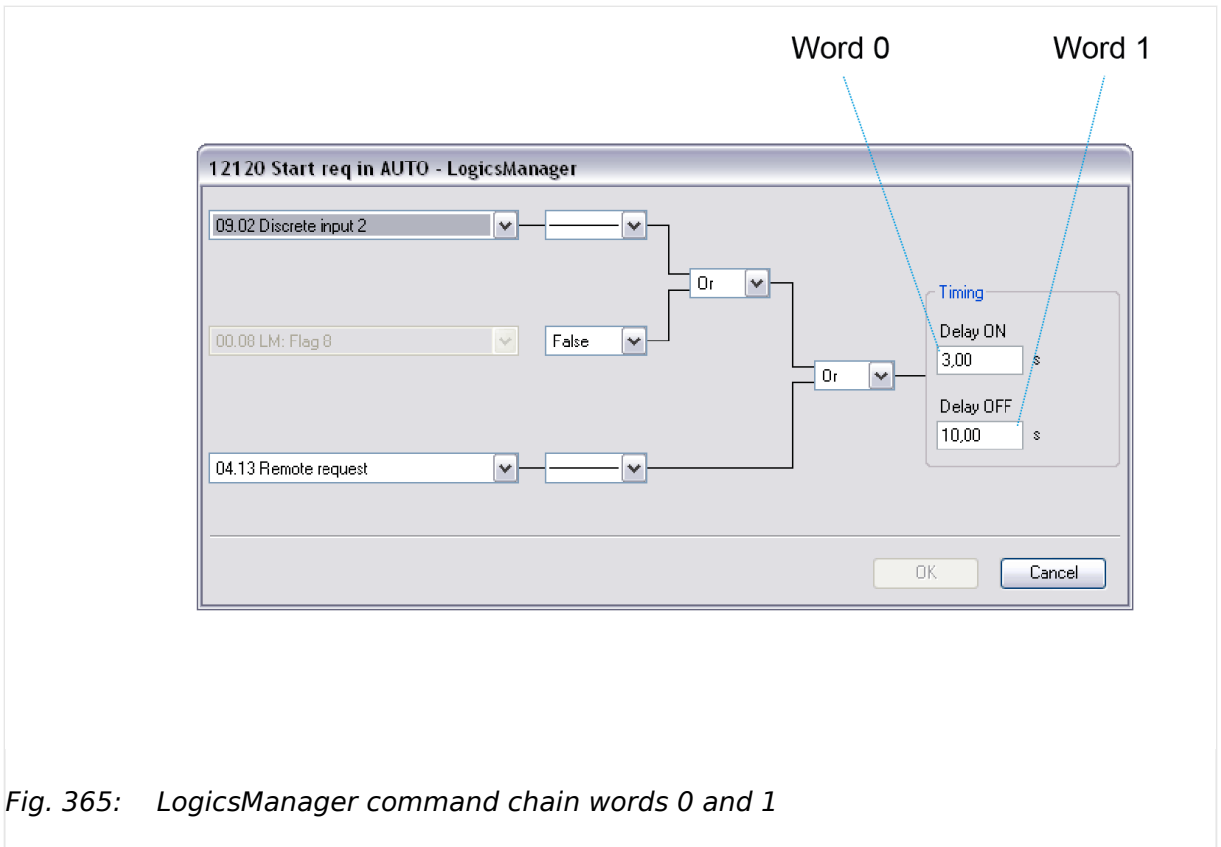 Word 0 Word 1
12120 Start req in AUTO - LogicsManager
09.02 Discrete input 2
Or
Timing
Delay ON
00.08 LM: Flag 8 False
3,00 s
Or
Delay OFF
10,00 s
04.13 Remote request
OK Cancel
Fig. 365: LogicsManager command chain words 0 and 1